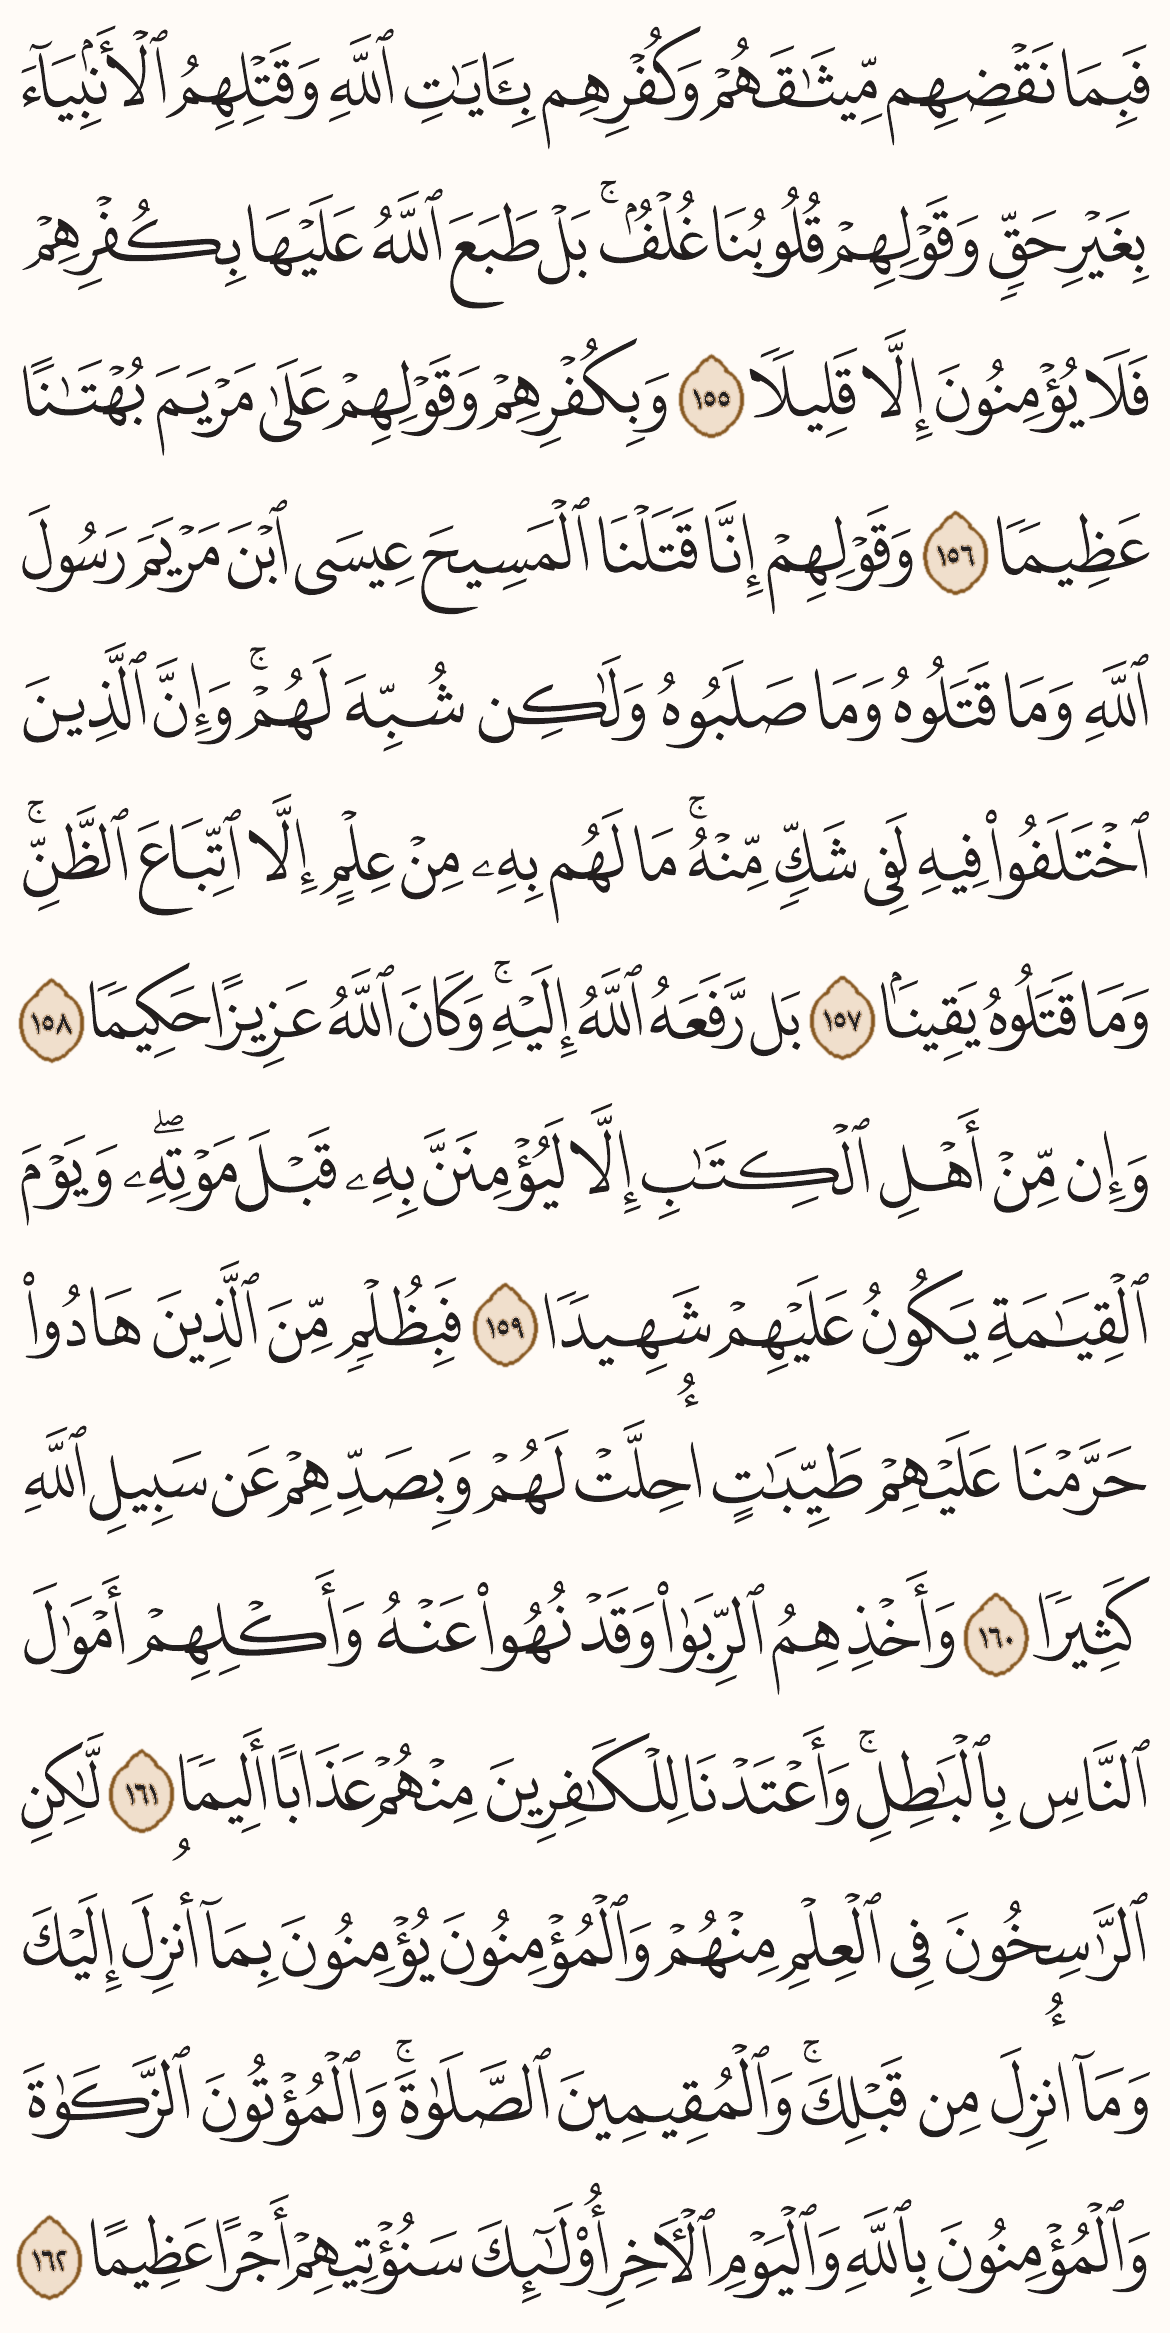 فَبِمَا نَقۡضِهِم مِّيثَٰقَهُمۡ وَكُفۡرِهِم بِـَٔايَٰتِ ٱللَّهِ وَقَتۡلِهِمُ ٱلۡأَنۢبِيَآءَ
بِغَيۡرِ حَقّٖ وَقَوۡلِهِمۡ قُلُوبُنَا غُلۡفُۢۚ بَلۡ طَبَعَ ٱللَّهُ عَلَيۡهَا بِكُفۡرِهِمۡ
فَلَا يُؤۡمِنُونَ إِلَّا قَلِيلٗا ١٥٥ وَبِكُفۡرِهِمۡ وَقَوۡلِهِمۡ عَلَىٰ مَرۡيَمَ بُهۡتَٰنًا
عَظِيمٗا ١٥٦ وَقَوۡلِهِمۡ إِنَّا قَتَلۡنَا ٱلۡمَسِيحَ عِيسَى ٱبۡنَ مَرۡيَمَ رَسُولَ
ٱللَّهِ وَمَا قَتَلُوهُ وَمَا صَلَبُوهُ وَلَٰكِن شُبِّهَ لَهُمۡۚ وَإِنَّ ٱلَّذِينَ
ٱخۡتَلَفُواْ فِيهِ لَفِي شَكّٖ مِّنۡهُۚ مَا لَهُم بِهِۦ مِنۡ عِلۡمٍ إِلَّا ٱتِّبَاعَ ٱلظَّنِّۚ
وَمَا قَتَلُوهُ يَقِينَۢا ١٥٧ بَل رَّفَعَهُ ٱللَّهُ إِلَيۡهِۚ وَكَانَ ٱللَّهُ عَزِيزًا حَكِيمٗا ١٥٨
وَإِن مِّنۡ أَهۡلِ ٱلۡكِتَٰبِ إِلَّا لَيُؤۡمِنَنَّ بِهِۦ قَبۡلَ مَوۡتِهِۦۖ وَيَوۡمَ
ٱلۡقِيَٰمَةِ يَكُونُ عَلَيۡهِمۡ شَهِيدٗا ١٥٩ فَبِظُلۡمٖ مِّنَ ٱلَّذِينَ هَادُواْ
حَرَّمۡنَا عَلَيۡهِمۡ طَيِّبَٰتٍ أُحِلَّتۡ لَهُمۡ وَبِصَدِّهِمۡ عَن سَبِيلِ ٱللَّهِ
كَثِيرٗا ١٦٠ وَأَخۡذِهِمُ ٱلرِّبَوٰاْ وَقَدۡ نُهُواْ عَنۡهُ وَأَكۡلِهِمۡ أَمۡوَٰلَ
ٱلنَّاسِ بِٱلۡبَٰطِلِۚ وَأَعۡتَدۡنَا لِلۡكَٰفِرِينَ مِنۡهُمۡ عَذَابًا أَلِيمٗا ١٦١ لَّٰكِنِ
ٱلرَّٰسِخُونَ فِي ٱلۡعِلۡمِ مِنۡهُمۡ وَٱلۡمُؤۡمِنُونَ يُؤۡمِنُونَ بِمَآ أُنزِلَ إِلَيۡكَ
وَمَآ أُنزِلَ مِن قَبۡلِكَۚ وَٱلۡمُقِيمِينَ ٱلصَّلَوٰةَۚ وَٱلۡمُؤۡتُونَ ٱلزَّكَوٰةَ
وَٱلۡمُؤۡمِنُونَ بِٱللَّهِ وَٱلۡيَوۡمِ ٱلۡأٓخِرِ أُوْلَٰٓئِكَ سَنُؤۡتِيهِمۡ أَجۡرًا عَظِيمًا ١٦٢